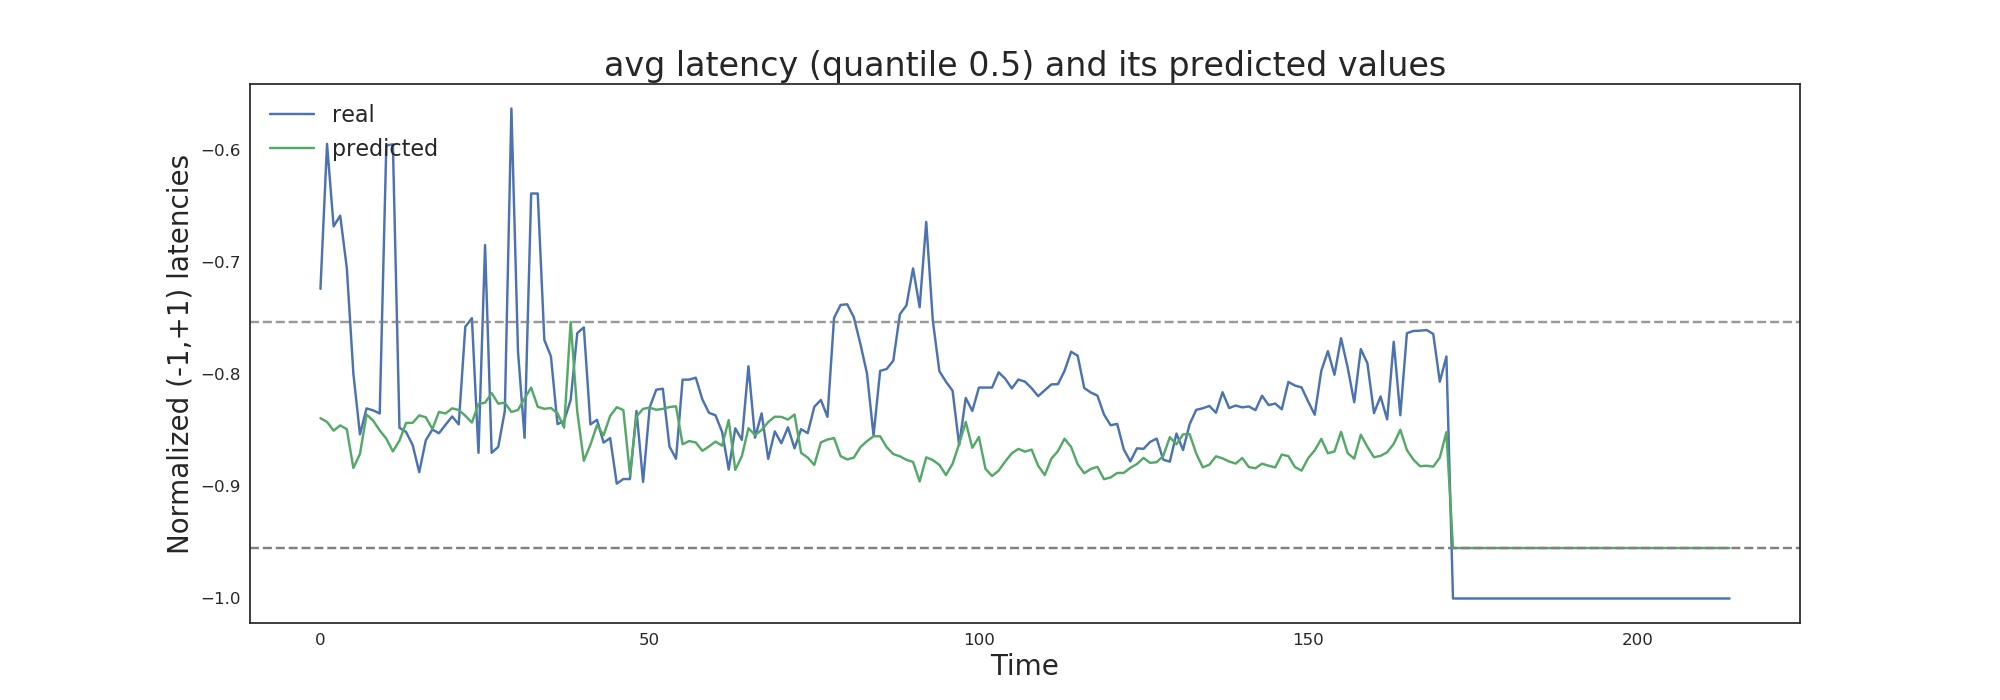 avg latency (quantile 0.5) and its predicted values
real
predicted
Normalized (-1,+1) latencies
−0.6
−0.7
−0.8
−0.9
−1.0
0 50 100 150 200
Time